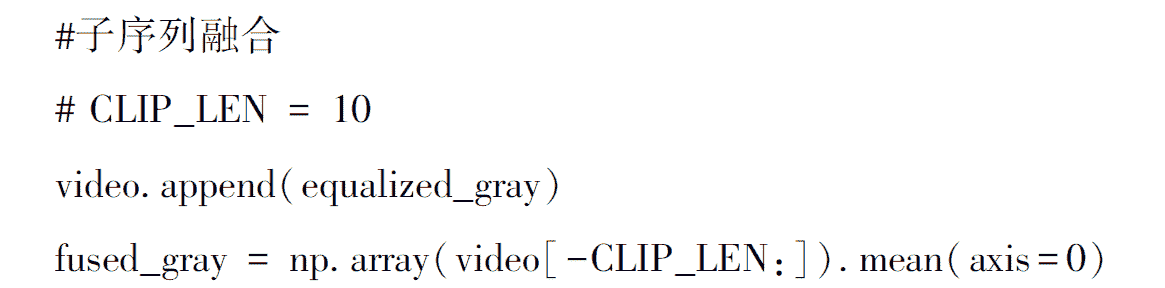 #子序列融合
# CLIP_LEN = 10
video. append(equalized_gray)
fused_gray = np. array(video[-CLIP_LEN:]). mean(axis=0)